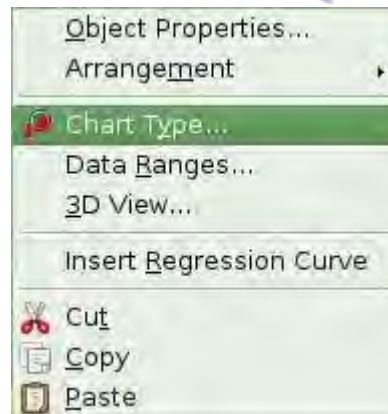 Object Properties...
Arrangement
Chart Type...
Data Ranges...
3D View...
Insert Regression Curve
Cut
Copy
Paste